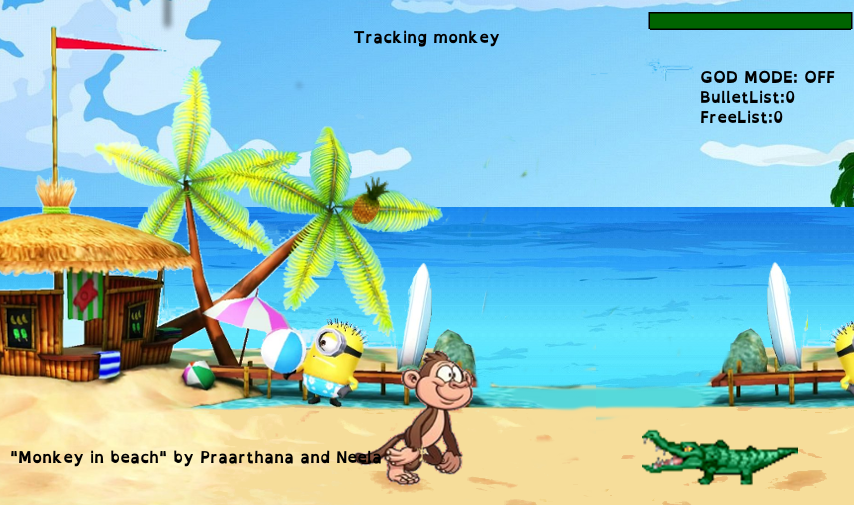 Tracking monkey
GOD MODE: OFF
BulletList:0
FreeList:0
"Monkey in beach" by Praarthana and Neela